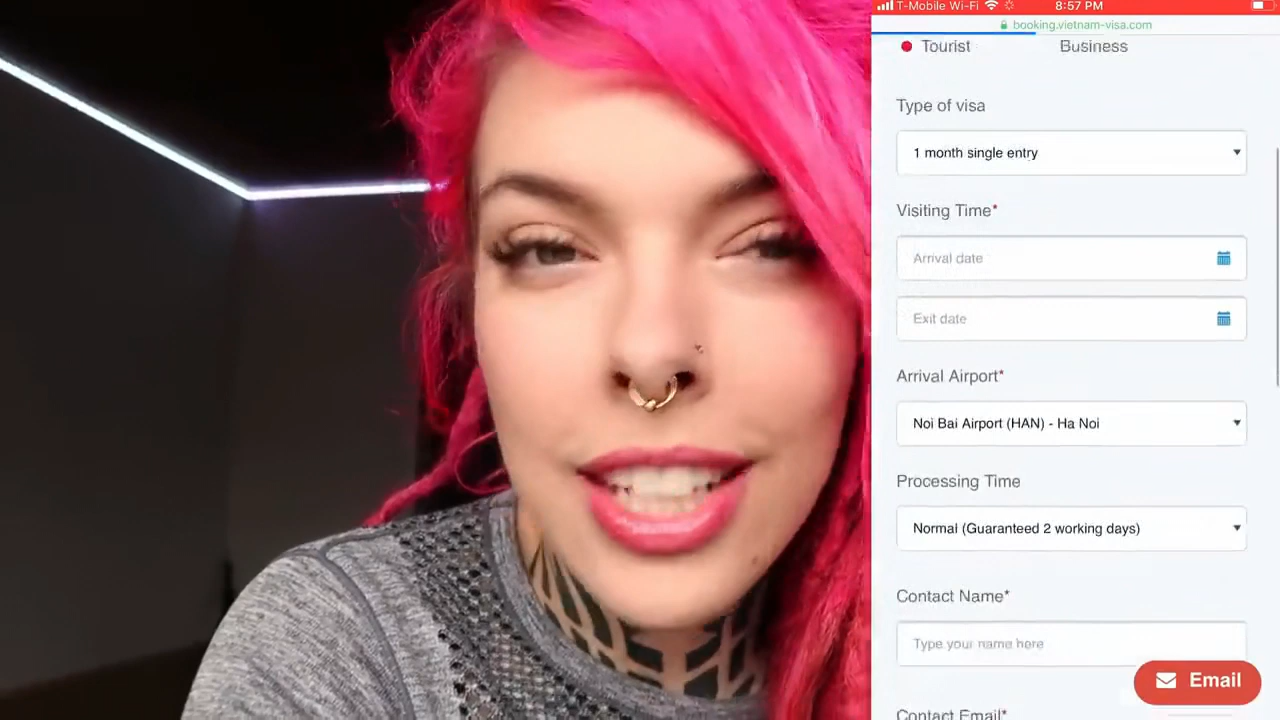 T-Mobile Wi-Fi 8:57 PM
booking.vietnam-visa.com
Tourist Business
Type of visa
1 month single entry
Visiting Time*
Arrival date
Exit date
Arrival Airport*
Noi Bai Airport (HAN) - Ha Noi
Processing Time
Normal (Guaranteed 2 working days)
Contact Name*
Type your name here
Email
Contact Email*